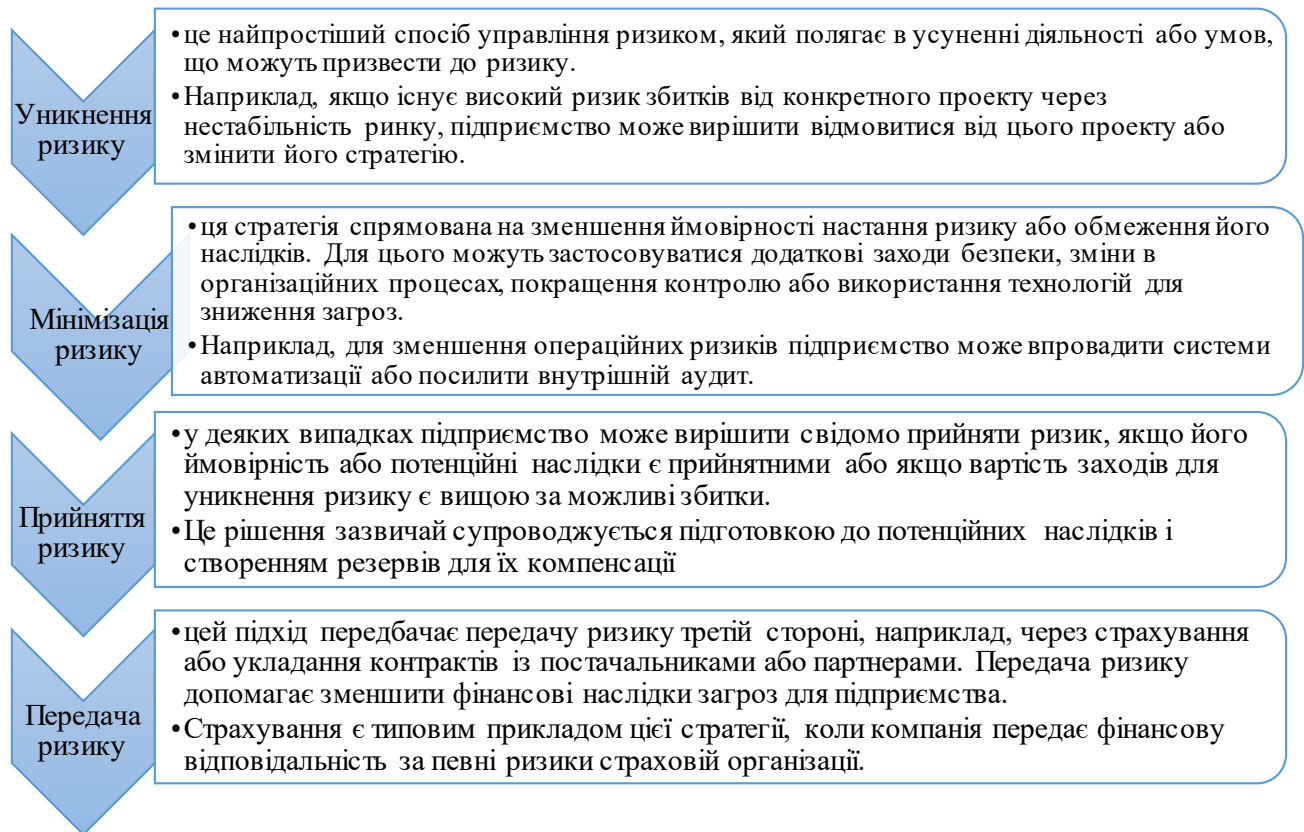 Уникнення
ризику
•це найпростіший спосіб управління ризиком, який полягає в усуненні діяльності або умов,
що можуть призвести до ризику.
•Наприклад, якщо існує високий ризик збитків від конкретного проекту через
нестабільність ринку, підприємство може вирішити відмовитися від цього проекту або
змінити його стратегію.
Мінімізація
ризику
•ця стратегія спрямована на зменшення ймовірності настання ризику або обмеження його
наслідків. Для цього можуть застосовуватися додаткові заходи безпеки, зміни в
організаційних процесах, покращення контролю або використання технологій для
зниження загроз.
•Наприклад, для зменшення операційних ризиків підприємство може впровадити системи
автоматизації або посилити внутрішній аудит.
Прийняття
ризику
•у деяких випадках підприємство може вирішити свідомо прийняти ризик, якщо його
ймовірність або потенційні наслідки є прийнятними або якщо вартість заходів для
уникнення ризику є вищою за можливі збитки.
•Це рішення зазвичай супроводжується підготовкою до потенційних наслідків і
створенням резервів для їх компенсації
Передача
ризику
•цей підхід передбачає передачу ризику третій стороні, наприклад, через страхування
або укладання контрактів із постачальниками або партнерами. Передача ризику
допомагає зменшити фінансові наслідки загроз для підприємства.
•Страхування є типовим прикладом цієї стратегії, коли компанія передає фінансову
відповідальність за певні ризики страховій організації.